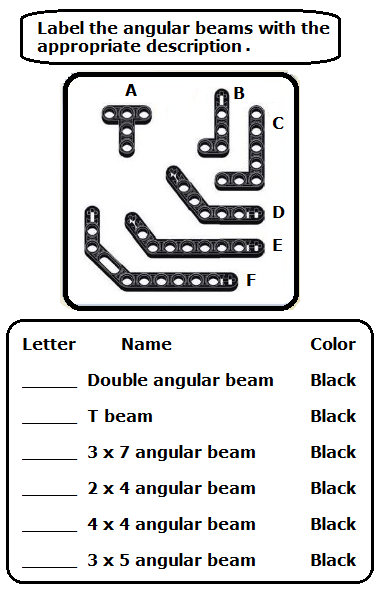 Label the angular beams with the
appropriate description .
A
B
C
D
E
F
Letter Name Color
______ Double angular beam Black
______ T beam Black
______ 3 x 7 angular beam Black
______ 2 x 4 angular beam Black
______ 4 x 4 angular beam Black
______ 3 x 5 angular beam Black